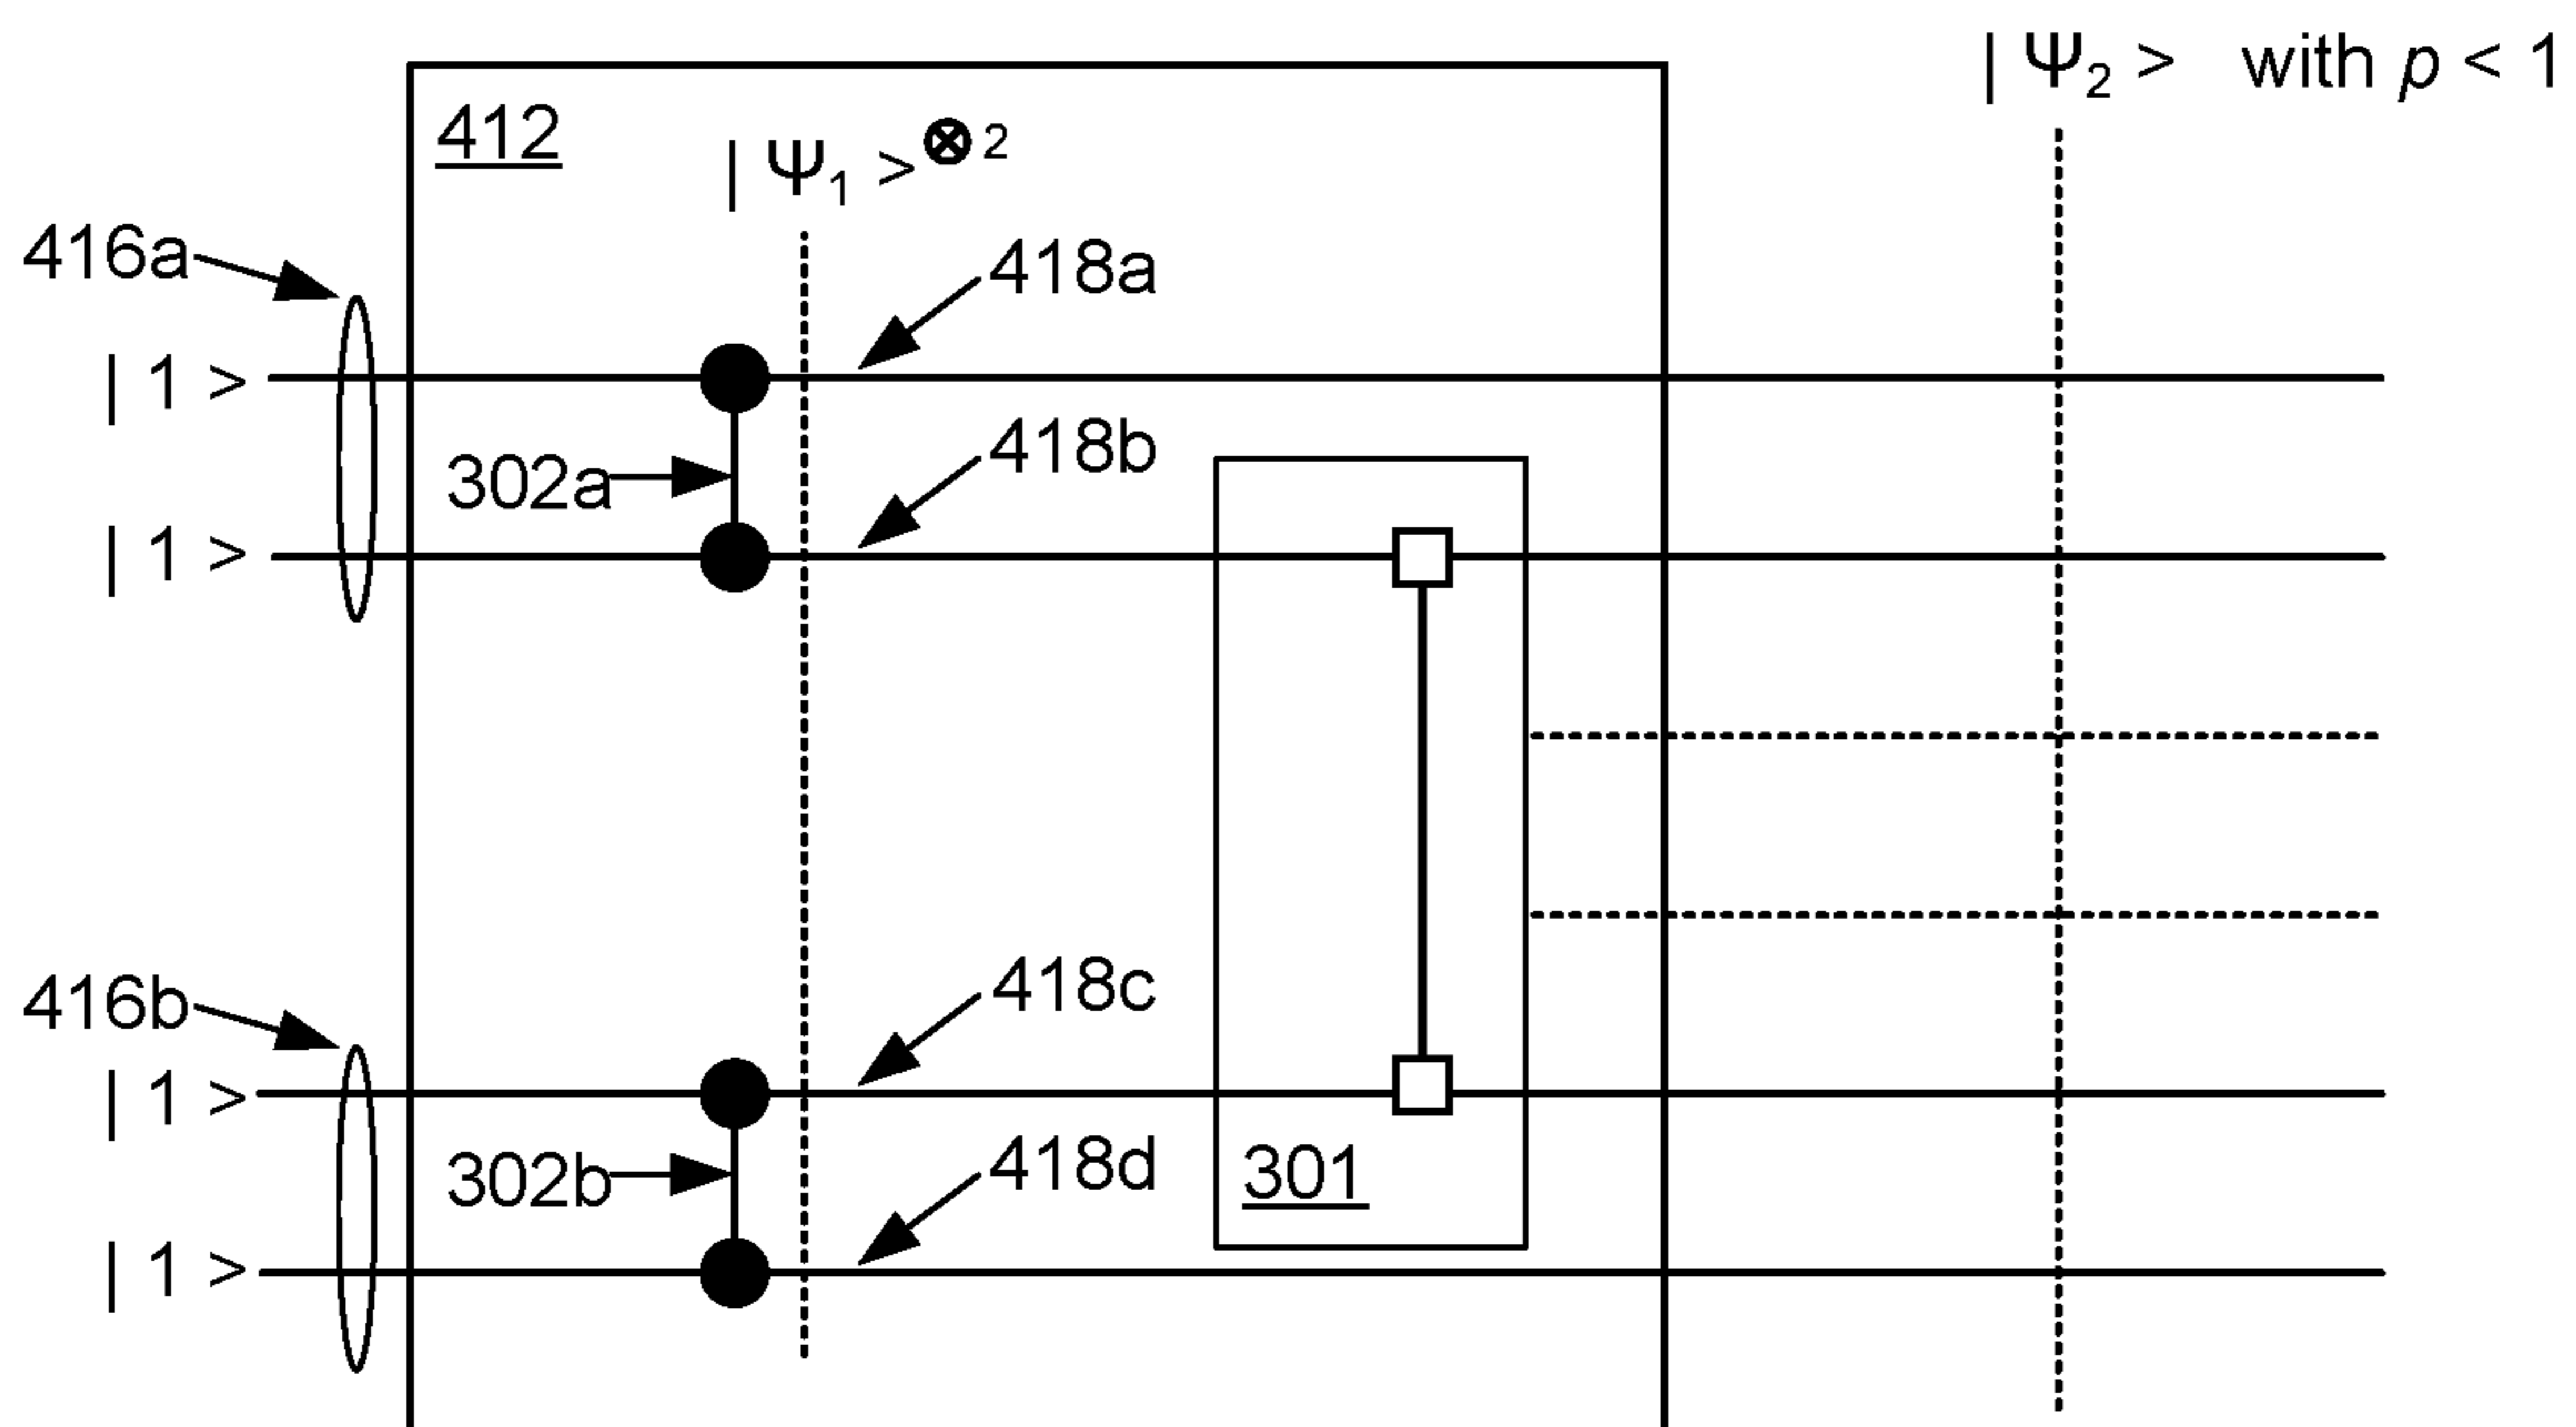 | Ψ2 > with p < 1
412
| Ψ1 >⊗2
416a
418a
| 1 >
418b
302a
| 1 >
418c
416b
| 1 >
418d
302b
301
| 1 >